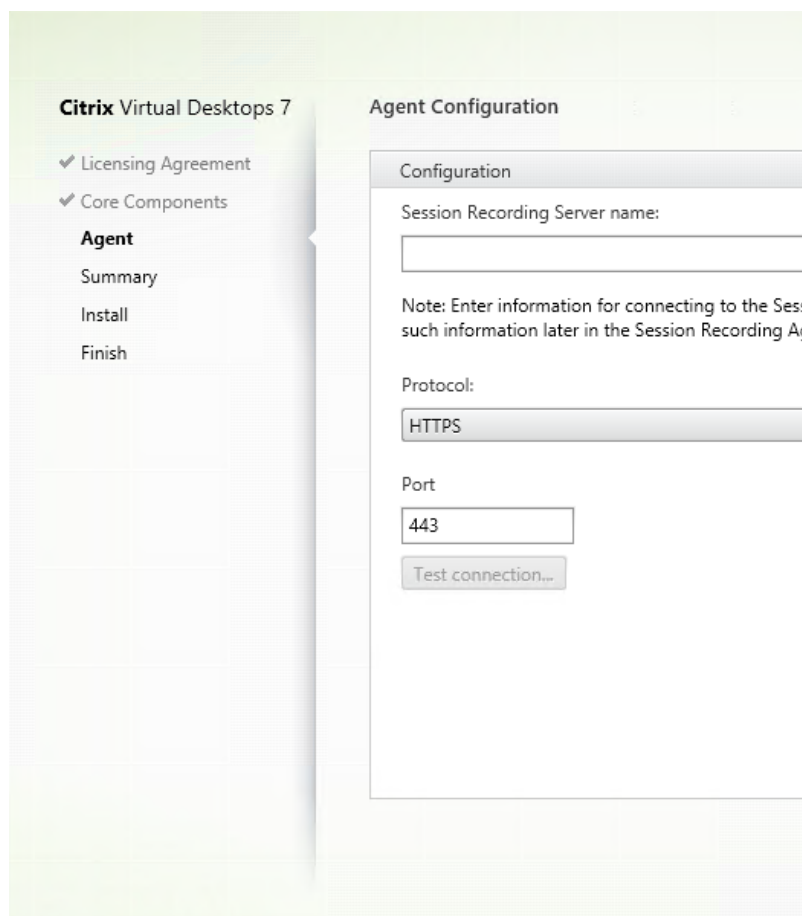 Citrix Virtual Desktops 7
Licensing Agreement
Core Components
Agent
Summary
Install
Finish
Agent Configuration
Configuration
Session Recording Server name:
Note: Enter information for connecting to the
such information later in the Session Recording
Protocol:
HTTPS
Port
443
Test connection...